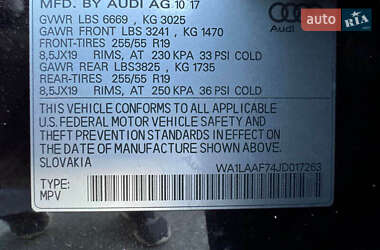 MFD. BY AUDI AG 10 17
GVWR LBS 6669 , KG 3025
GAWR FRONT LBS 3241 , KG 1470
FRONT-TIRES 255/55 R19
8,5JX19 RIMS, AT 230 KPA 33 PSI COLD
GAWR REAR LBS3825 , KG 1735
REAR-TIRES 255/55 R19
8,5JX19 RIMS, AT 250 KPA 36 PSI COLD
THIS VEHICLE CONFORMS TO ALL APPLICABLE
U.S. FEDERAL MOTOR VEHICLE SAFETY AND
THEFT PREVENTION STANDARDS IN EFFECT ON
THE DATE OF MANUFACTURE SHOWN ABOVE.
SLOVAKIA WA1LAAF74JD017263
TYPE:
MPV
Audi
AUTO
RIA
.com